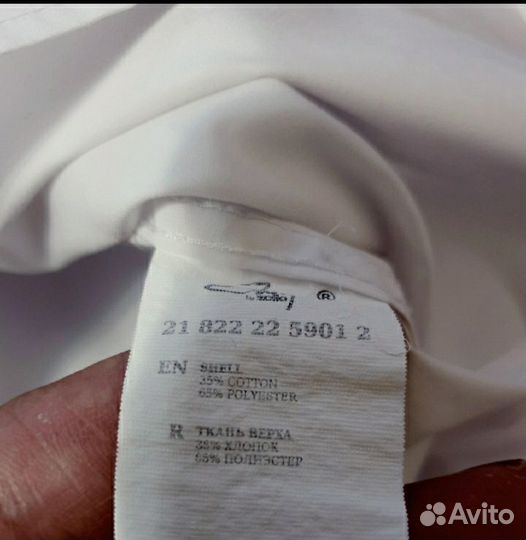 ®
21 822 22 5901 2
EN SHELL
35% COTTON
65% POLYESTER
R ТКАНЬ ВЕРХА
35% ХЛОПОК
65% ПОЛИЭСТЕР
Avito